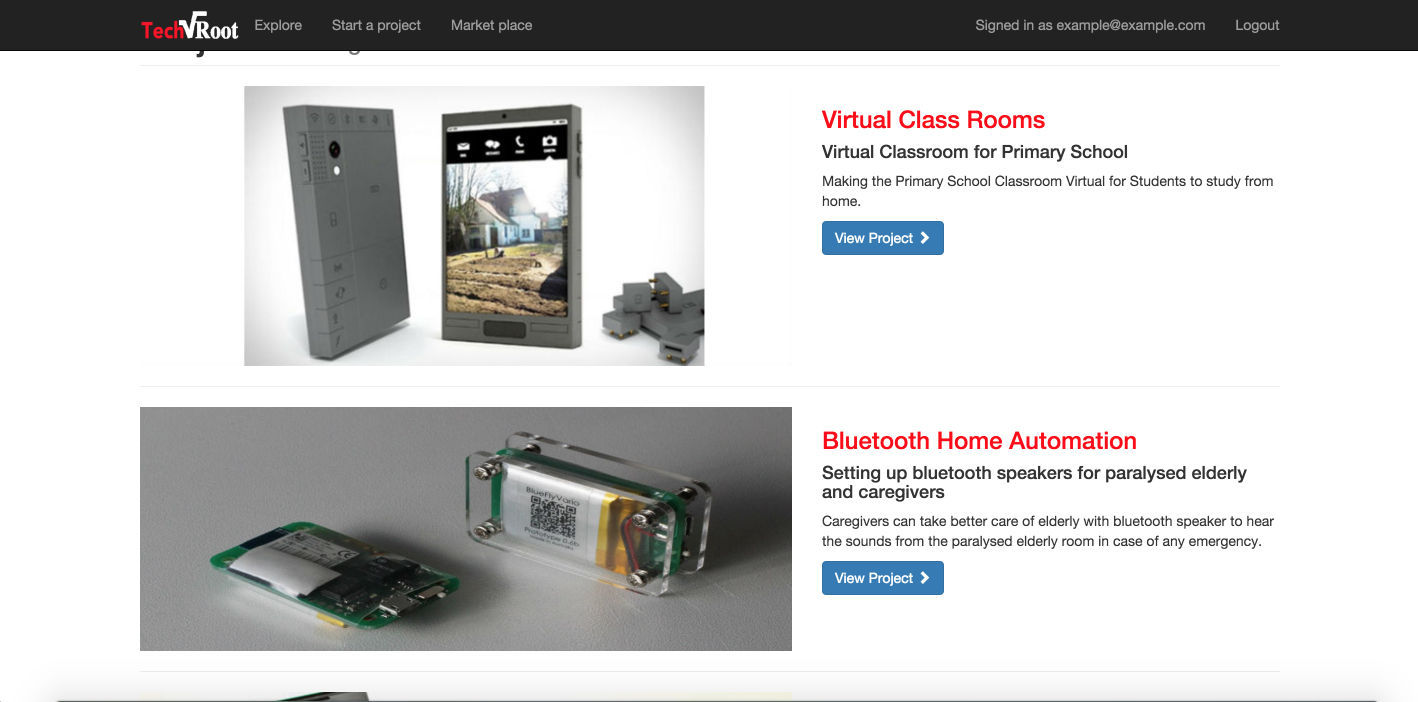 TechRoot Explore Start a project Market place Signed in as example@example.com Logout
Virtual Class Rooms
Virtual Classroom for Primary School
Making the Primary School Classroom Virtual for Students to study from
home.
View Project
BlueFlyVario
Prototype 0.6b
Bluetooth Home Automation
Setting up bluetooth speakers for paralysed elderly
and caregivers
Caregivers can take better care of elderly with bluetooth speaker to hear
the sounds from the paralysed elderly room in case of any emergency.
View Project